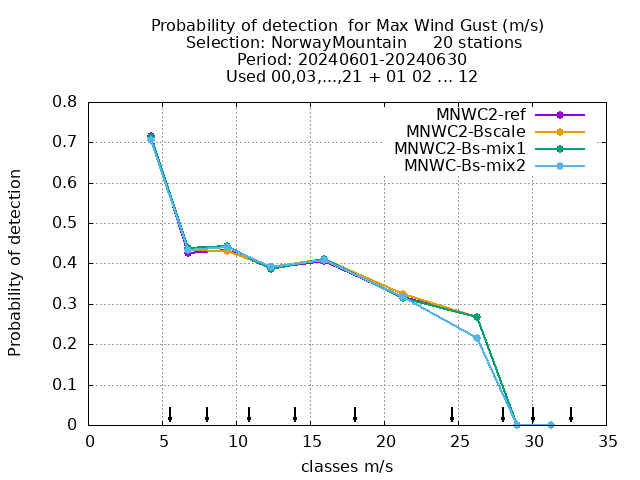 Probability of detection  for Max Wind Gust (m/s)
Selection: NorwayMountain     20 stations
Period: 20240601-20240630
Used 00,03,...,21 + 01 02 ... 12
MNWC2-ref
MNWC2-Bscale
MNWC2-Bs-mix1
MNWC-Bs-mix2
Probability of detection
0.8
0.7
0.6
0.5
0.4
0.3
0.2
0.1
0
0 5 10 15 20 25 30 35
classes m/s